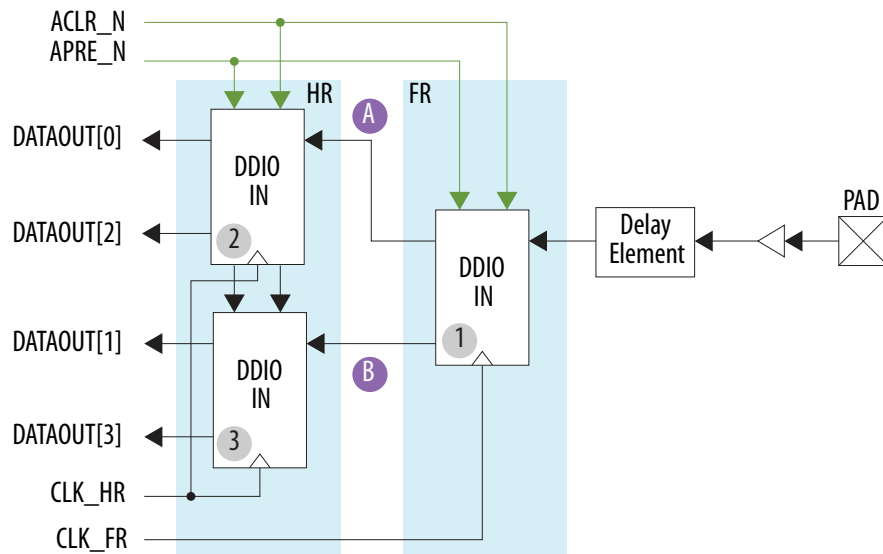 ACLR_N
APRE_N
HR
FR
A
PAD
DATAOUT[0]
DDIO
IN
DATAOUT[2]
2
Delay
Element
DDIO
IN
1
DATAOUT[1]
DDIO
IN
B
DATAOUT[3]
3
CLK_HR
CLK_FR